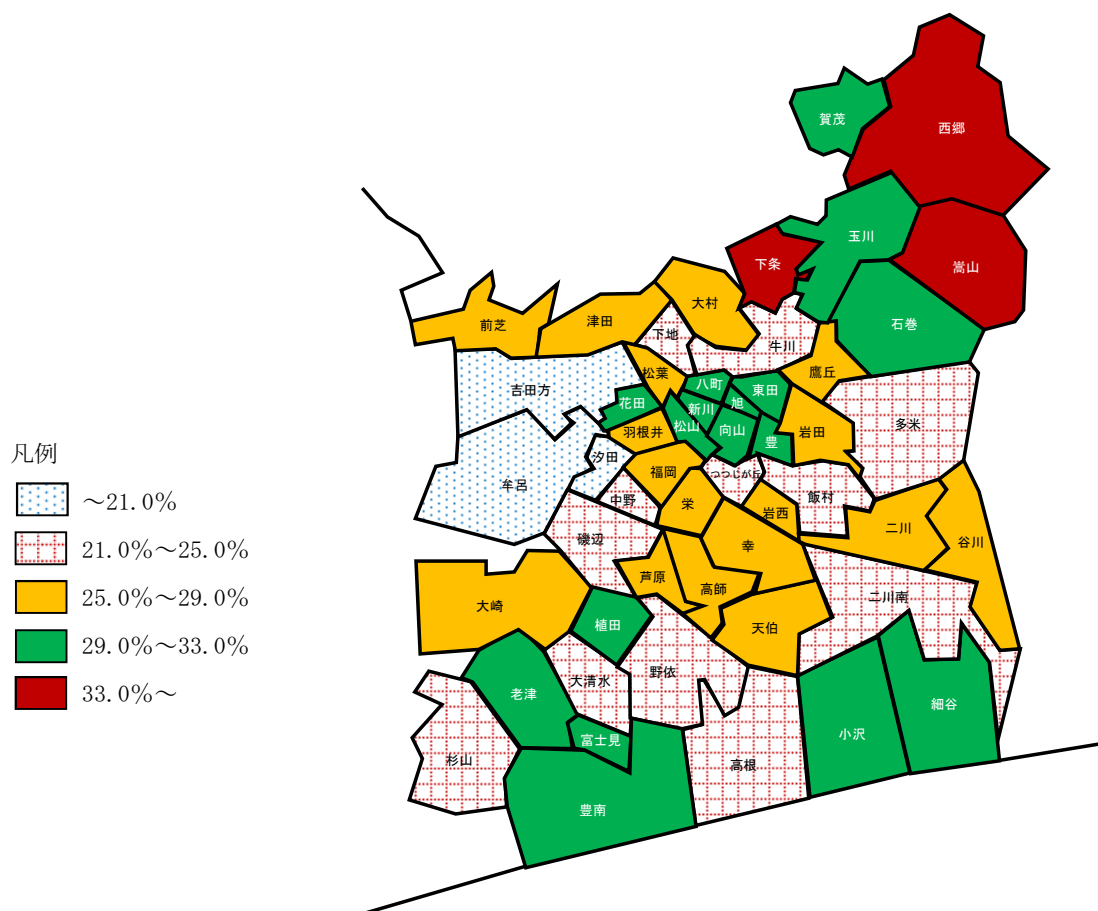 賀茂
西郷
玉川
下条
嵩山
大村
前芝
津田
石巻
下地
牛川
松葉
鷹丘
八町
東田
吉田方
花田
新川
旭
松山
向山
多米
羽根井
豊
岩田
凡例
汐田
福岡
つつじが丘
牟呂
～21.0%
中野
栄
飯村
岩西
二川
21.0%～25.0%
磯辺
幸
谷川
芦原
高師
25.0%～29.0%
大崎
二川南
植田
天伯
29.0%～33.0%
野依
大清水
33.0%～
老津
細谷
富士見
小沢
杉山
高根
豊南